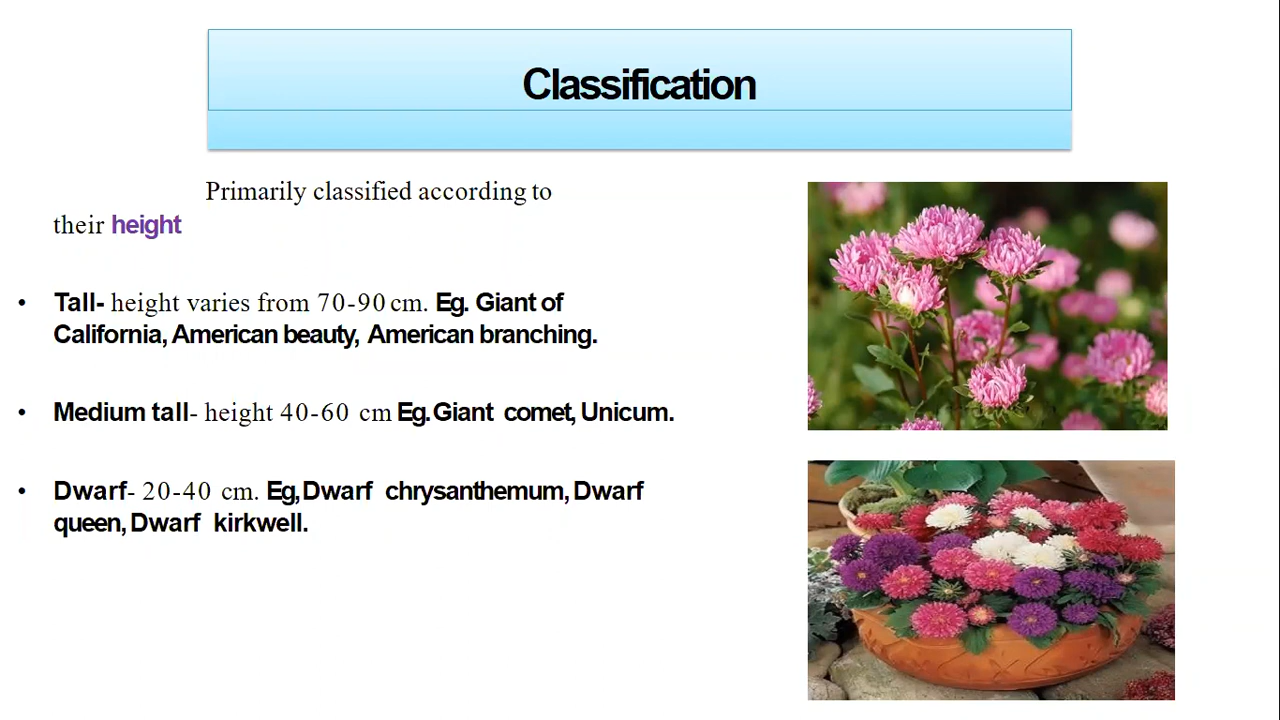 Classification
Primarily classified according to
their height
• Tall- height varies from 70-90 cm. Eg. Giant of
California, American beauty, American branching.
• Medium tall- height 40-60 cm Eg. Giant comet, Unicum.
• Dwarf- 20-40 cm. Eg, Dwarf chrysanthemum, Dwarf
queen, Dwarf kirkwell.